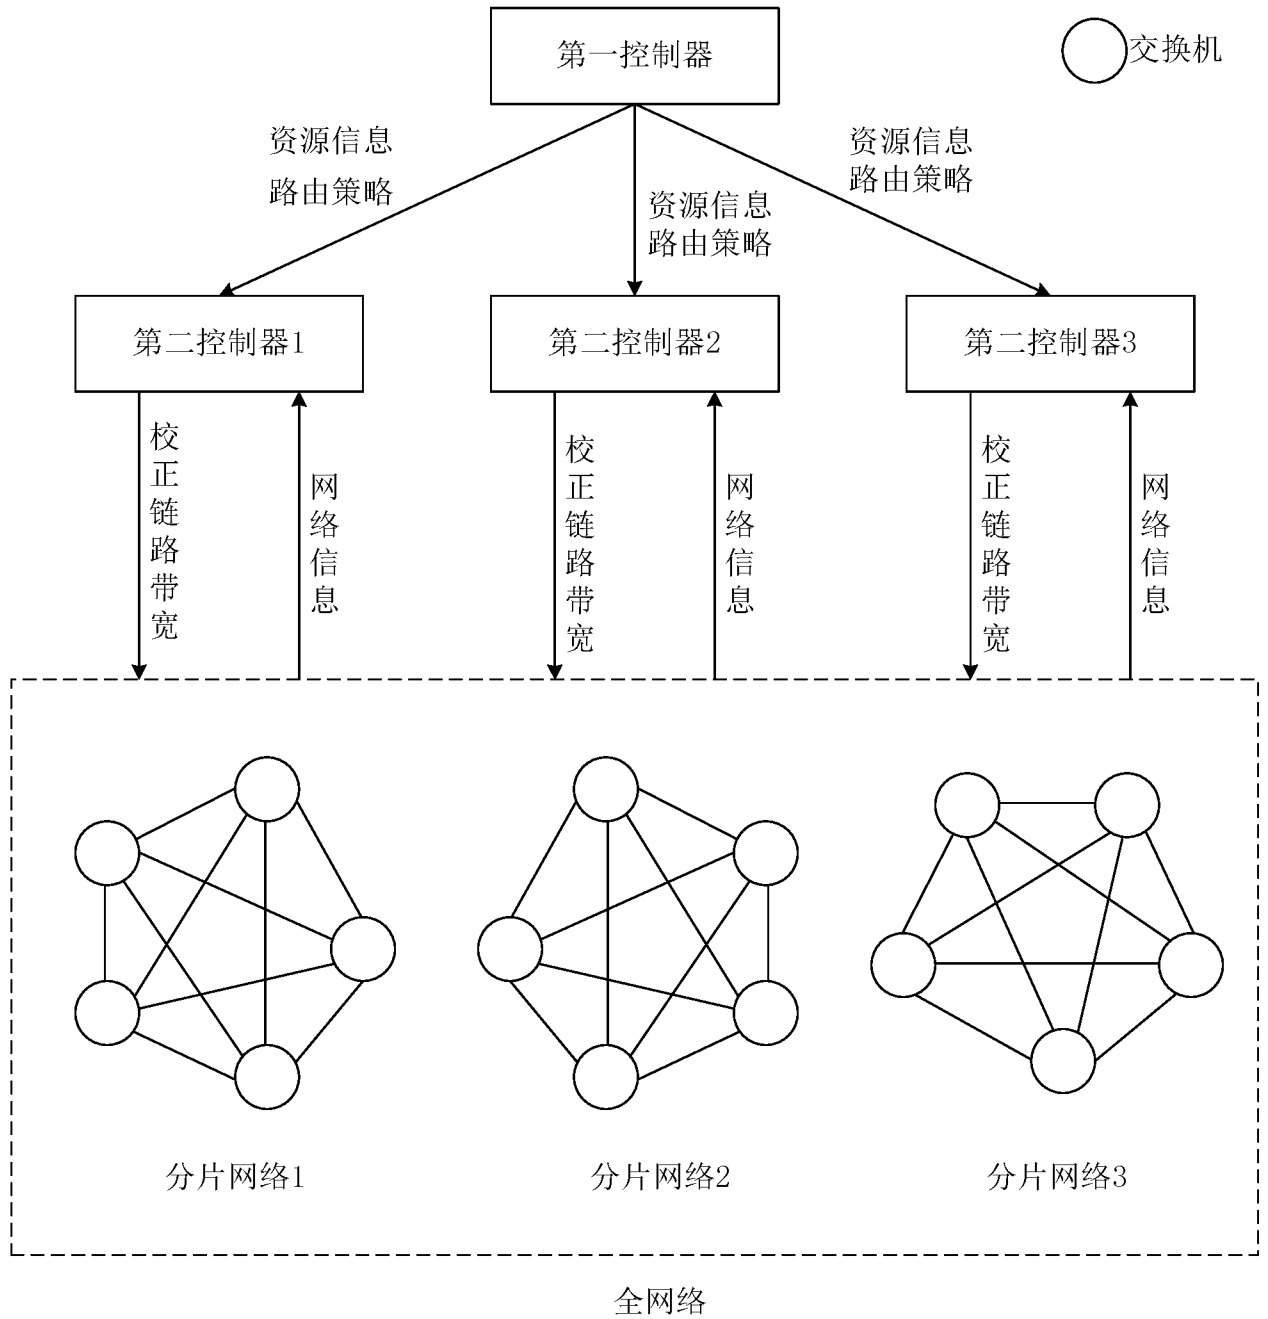 第一控制器
交换机
资源信息
路由策略
资源信息
路由策略
资源信息
路由策略
第二控制器1
第二控制器2
第二控制器3
校正链路带宽
网络信息
校正链路带宽
网络信息
校正链路带宽
网络信息
分片网络1
分片网络2
分片网络3
全网络